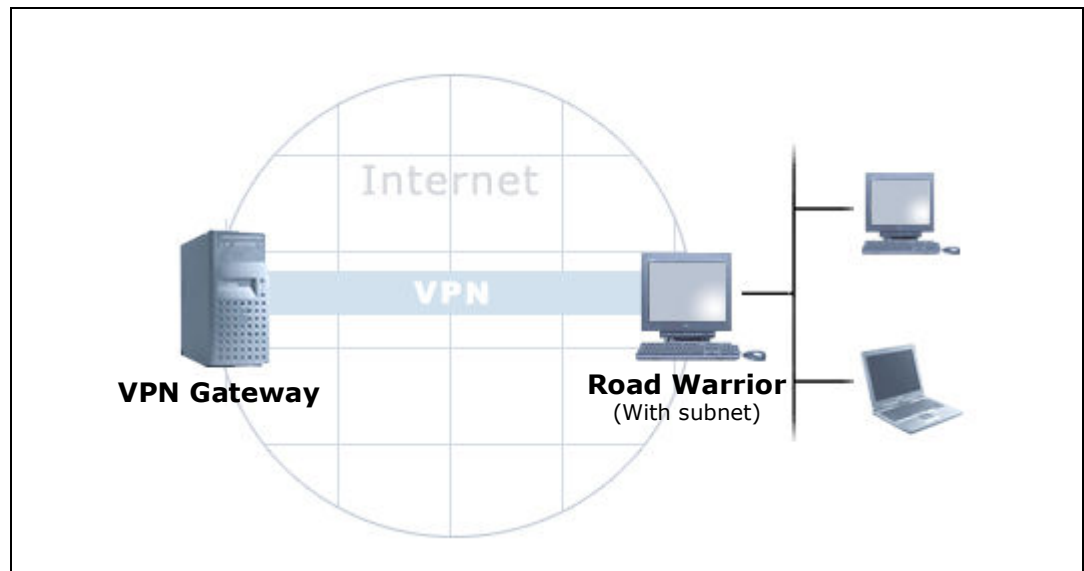 Internet
VPN
VPN Gateway
Road Warrior
(With subnet)